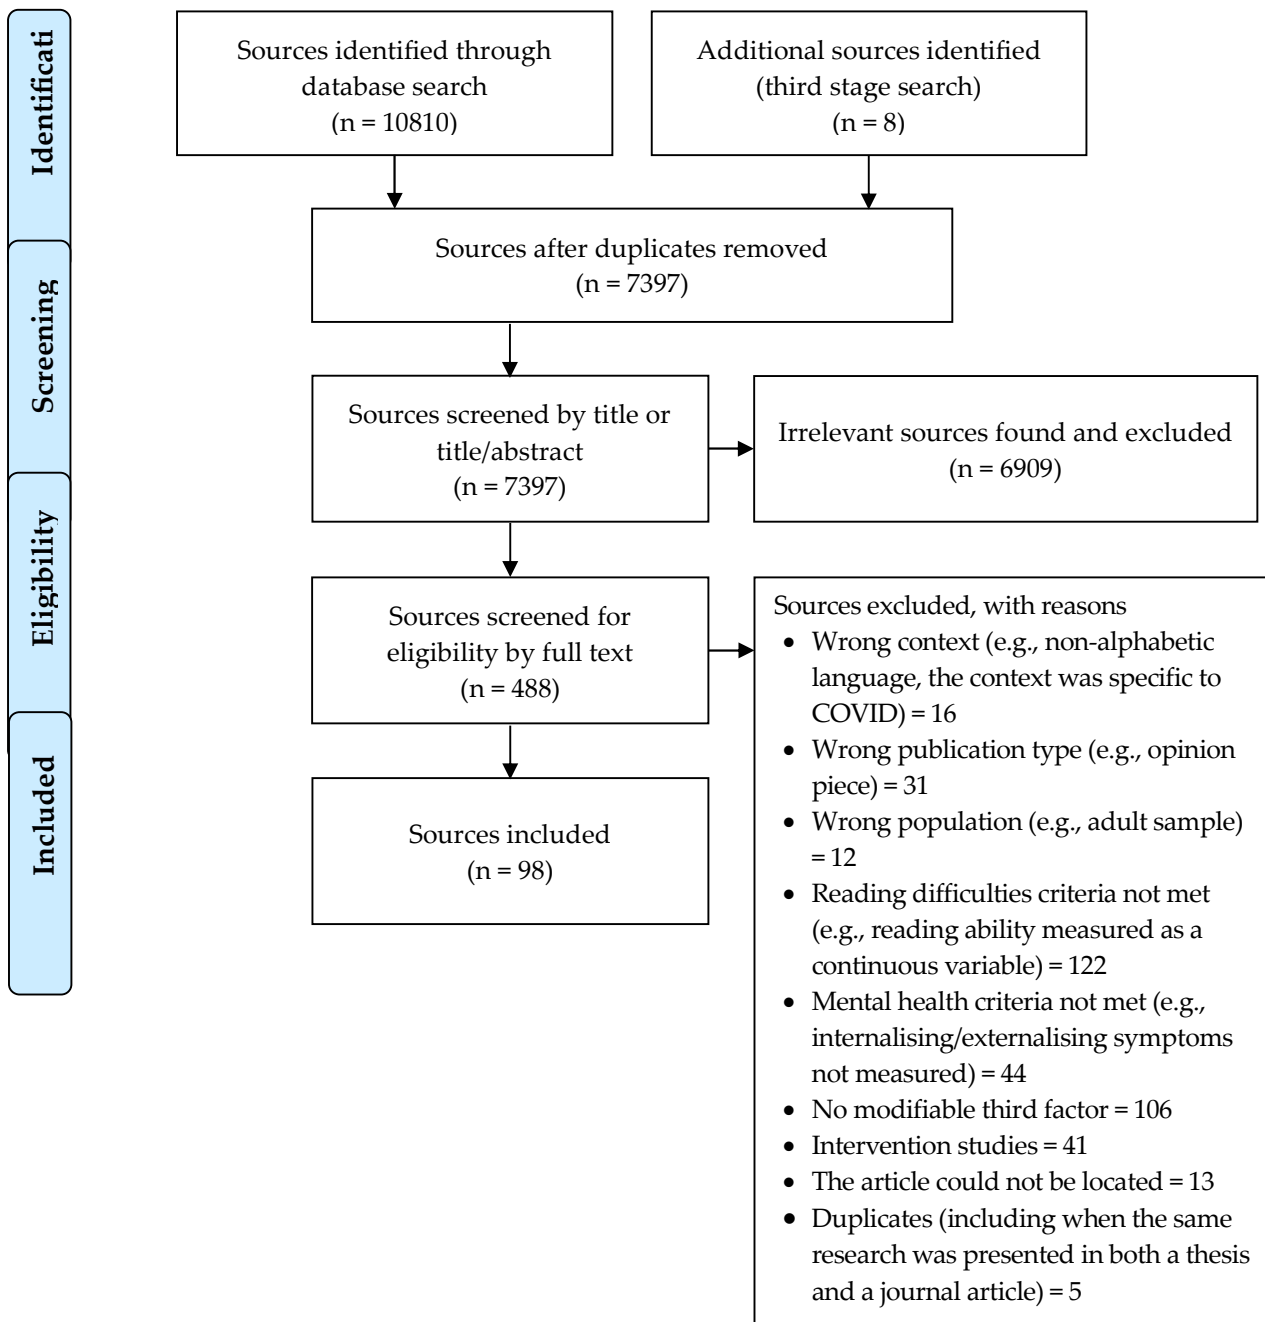 Identificati
Sources identified through
database search
(n = 10810)
Additional sources identified
(third stage search)
(n = 8)
Sources after duplicates removed
(n = 7397)
Screening
Sources screened by title or
title/abstract
(n = 7397)
Irrelevant sources found and excluded
(n = 6909)
Eligibility
Sources screened for
eligibility by full text
(n = 488)
Sources excluded, with reasons
• Wrong context (e.g., non-alphabetic
language, the context was specific to
COVID) = 16
• Wrong publication type (e.g., opinion
piece) = 31
• Wrong population (e.g., adult sample)
= 12
• Reading difficulties criteria not met
(e.g., reading ability measured as a
continuous variable) = 122
• Mental health criteria not met (e.g.,
internalising/externalising symptoms
not measured) = 44
• No modifiable third factor = 106
• Intervention studies = 41
• The article could not be located = 13
• Duplicates (including when the same
research was presented in both a thesis
and a journal article) = 5
Included
Sources included
(n = 98)